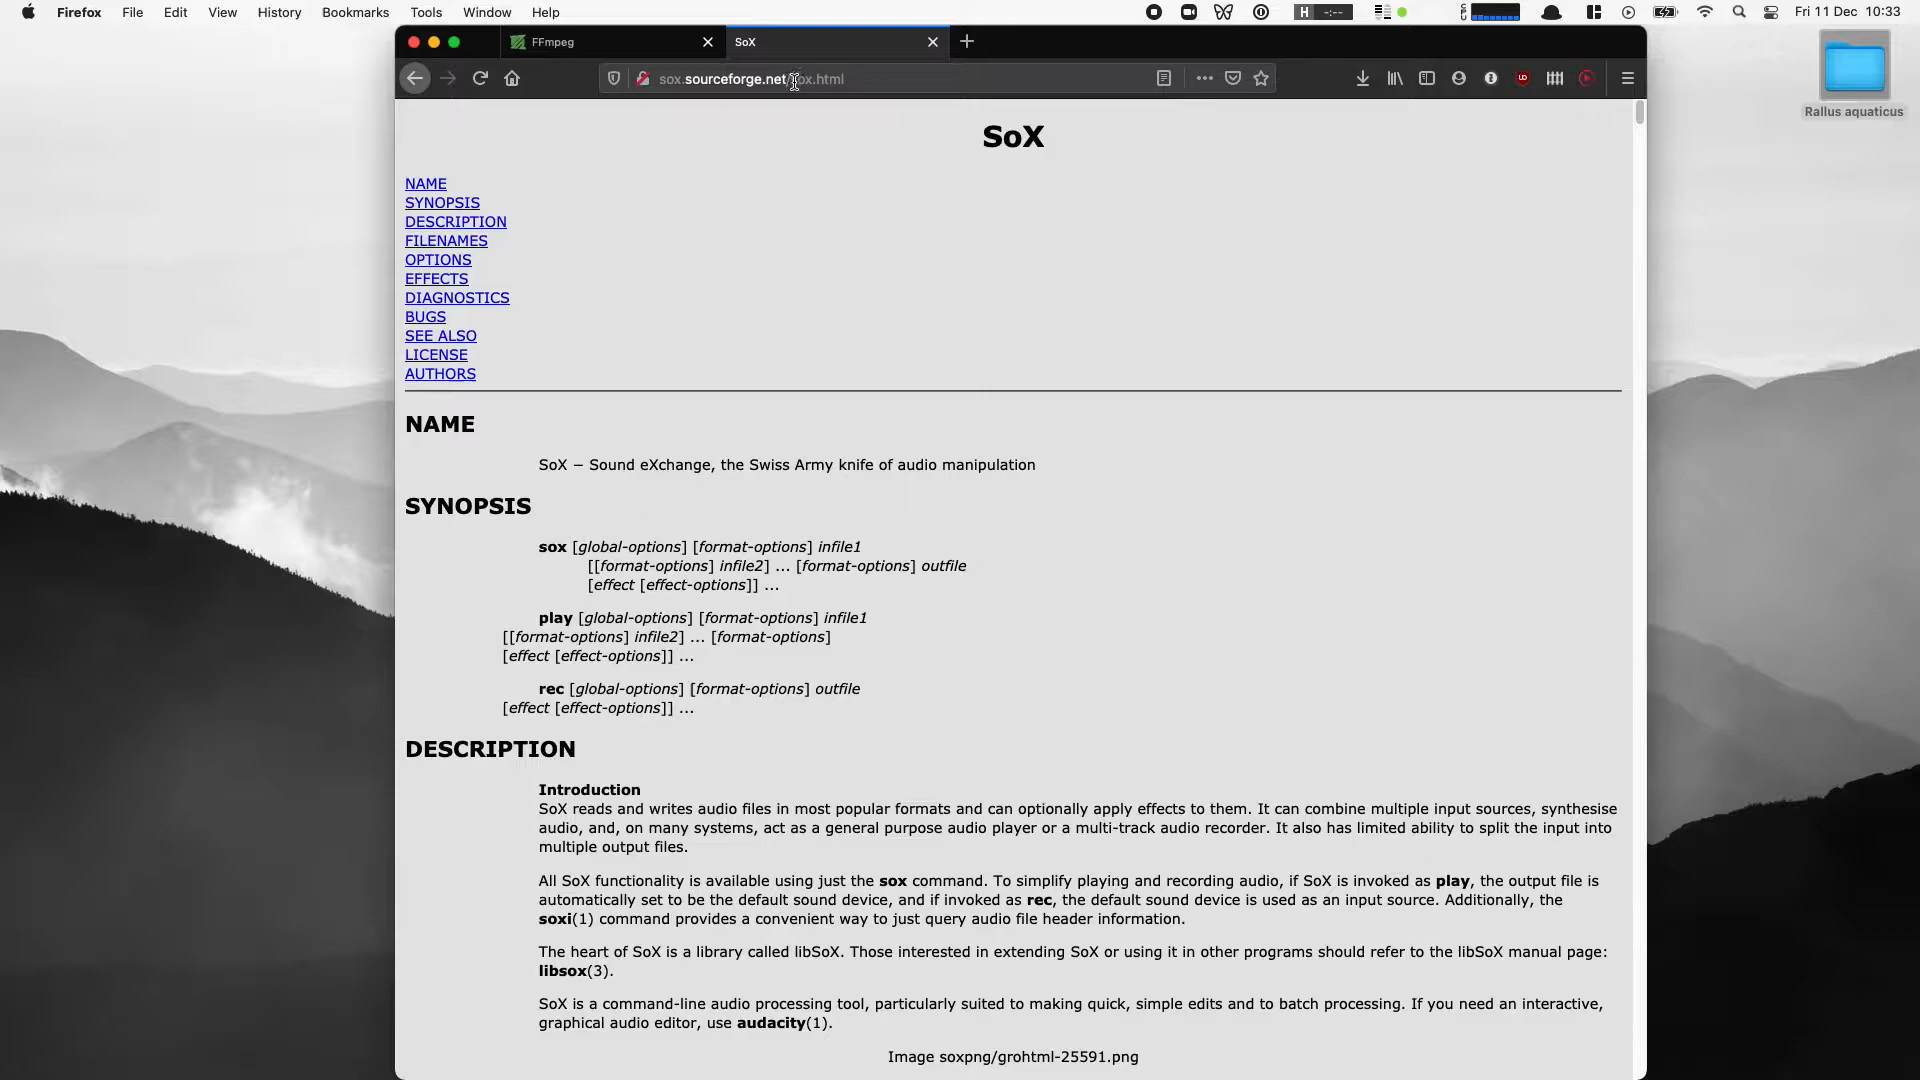 Firefox File Edit View History Bookmarks Tools Window Help
H -:--
Fri 11 Dec 10:33
FFmpeg
SoX
sox.sourceforge.net/sox.html
Rallus aquaticus
SoX
NAME
SYNOPSIS
DESCRIPTION
FILENAMES
OPTIONS
EFFECTS
DIAGNOSTICS
BUGS
SEE ALSO
LICENSE
AUTHORS
NAME
SoX − Sound eXchange, the Swiss Army knife of audio manipulation
SYNOPSIS
sox [global-options] [format-options] infile1
[[format-options] infile2] ... [format-options] outfile
[effect [effect-options]] ...
play [global-options] [format-options] infile1
[[format-options] infile2] ... [format-options]
[effect [effect-options]] ...
rec [global-options] [format-options] outfile
[effect [effect-options]] ...
DESCRIPTION
Introduction
SoX reads and writes audio files in most popular formats and can optionally apply effects to them. It can combine multiple input sources, synthesise
audio, and, on many systems, act as a general purpose audio player or a multi-track audio recorder. It also has limited ability to split the input into
multiple output files.
All SoX functionality is available using just the sox command. To simplify playing and recording audio, if SoX is invoked as play, the output file is
automatically set to be the default sound device, and if invoked as rec, the default sound device is used as an input source. Additionally, the
soxi(1) command provides a convenient way to just query audio file header information.
The heart of SoX is a library called libSoX. Those interested in extending SoX or using it in other programs should refer to the libSoX manual page:
libsox(3).
SoX is a command-line audio processing tool, particularly suited to making quick, simple edits and to batch processing. If you need an interactive,
graphical audio editor, use audacity(1).
Image soxpng/grohtml-25591.png